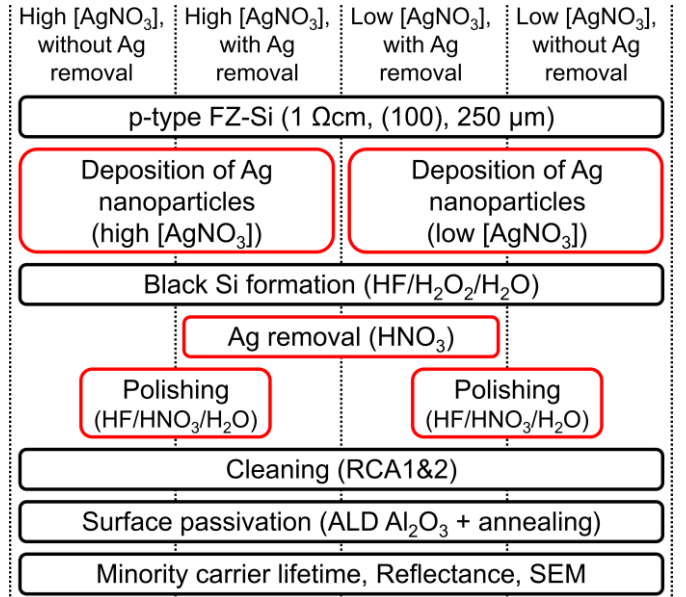 High [AgNO₃], without Ag removal
High [AgNO₃], with Ag removal
Low [AgNO₃], with Ag removal
Low [AgNO₃], without Ag removal
p-type FZ-Si (1 Ωcm, (100), 250 μm)
Deposition of Ag
nanoparticles
(high [AgNO₃])
Deposition of Ag
nanoparticles
(low [AgNO₃])
Black Si formation (HF/H₂O₂/H₂O)
Ag removal (HNO₃)
Polishing
(HF/HNO₃/H₂O)
Polishing
(HF/HNO₃/H₂O)
Cleaning (RCA1&2)
Surface passivation (ALD Al₂O₃ + annealing)
Minority carrier lifetime, Reflectance, SEM